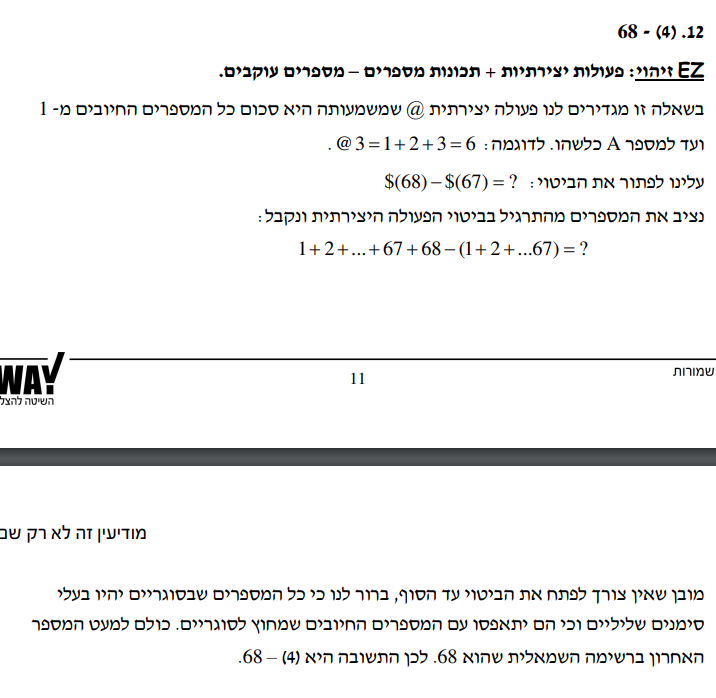 12. (4) - 68
EZ זיהוי: פעולות יצירתיות + תכונות מספרים – מספרים עוקבים.
בשאלה זו מגדירים לנו פעולה יצירתית @ שמשמעותה היא סכום כל המספרים החיוביים מ- 1
ועד למספר A כלשהו. לדוגמה: @3=1+2+3=6 .
עלינו לפתור את הביטוי: $(68)–$(67)=?
נציב את המספרים מהתרגיל בביטוי הפעולה היצירתית ונקבל:
1+2+...+67+68–(1+2+...67)=?
WAY
השיטה להצל
11
שמורות
מודיעין זה לא רק שם
מובן שאין צורך לפתח את הביטוי עד הסוף, ברור לנו כי כל המספרים שבסוגריים יהיו בעלי
סימנים שליליים וכי הם יתאפסו עם המספרים החיובים שמחוץ לסוגריים. כולם למעט המספר
האחרון ברשימה השמאלית שהוא 68. לכן התשובה היא (4) – 68.